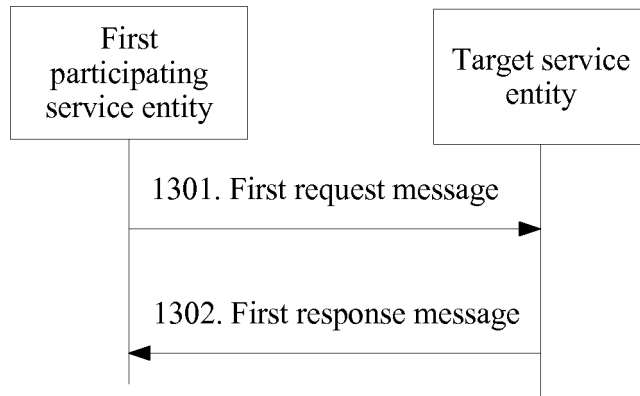 First
participating
service entity
Target service
entity
1301. First request message
1302. First response message